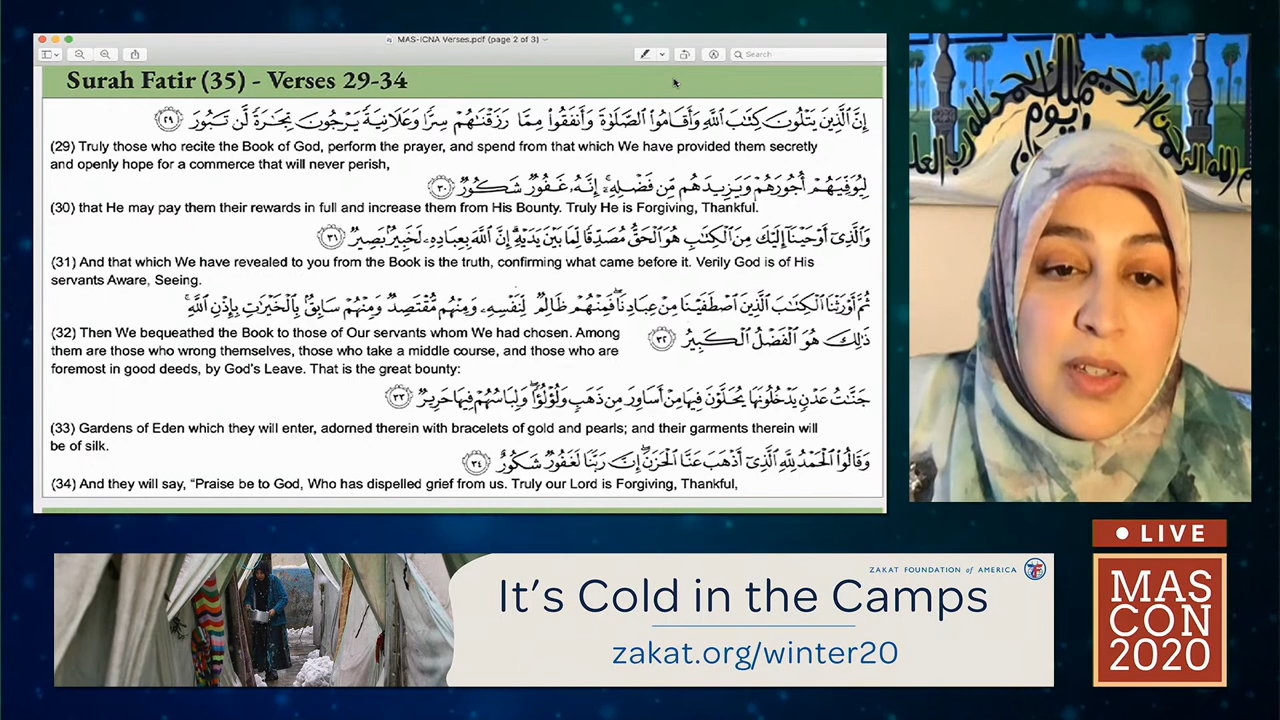 MAS-ICNA Verses.pdf (page 2 of 3)
Search
Surah Fatir (35) - Verses 29-34
إِنَّ ٱلَّذِينَ يَتْلُونَ كِتَٰبَ ٱللَّهِ وَأَقَامُوا۟ ٱلصَّلَوٰةَ وَأَنفَقُوا۟ مِمَّا رَزَقْنَٰهُمْ سِرًّا وَعَلَانِيَةً يَرْجُونَ تِجَٰرَةً لَّن تَبُورَ ٢٩
(29) Truly those who recite the Book of God, perform the prayer, and spend from that which We have provided them secretly
and openly hope for a commerce that will never perish,
لِيُوَفِّيَهُمْ أُجُورَهُمْ وَيَزِيدَهُم مِّن فَضْلِهِۦٓ إِنَّهُۥ غَفُورٌ شَكُورٌ ٣٠
(30) that He may pay them their rewards in full and increase them from His Bounty. Truly He is Forgiving, Thankful.
وَٱلَّذِىٓ أَوْحَيْنَآ إِلَيْكَ مِنَ ٱلْكِتَٰبِ هُوَ ٱلْحَقُّ مُصَدِّقًا لِّمَا بَيْنَ يَدَيْهِ إِنَّ ٱللَّهَ بِعِبَادِهِۦ لَخَبِيرٌۢ بَصِيرٌ ٣١
(31) And that which We have revealed to you from the Book is the truth, confirming what came before it. Verily God is of His
servants Aware, Seeing.
ثُمَّ أَوْرَثْنَا ٱلْكِتَٰبَ ٱلَّذِينَ ٱصْطَفَيْنَا مِنْ عِبَادِنَا فَمِنْهُمْ ظَالِمٌ لِّنَفْسِهِۦ وَمِنْهُم مُّقْتَصِدٌ وَمِنْهُمْ سَابِقٌۢ بِٱلْخَيْرَٰتِ بِإِذْنِ ٱللَّهِ
ذَٰلِكَ هُوَ ٱلْفَضْلُ ٱلْكَبِيرُ ٣٢
(32) Then We bequeathed the Book to those of Our servants whom We had chosen. Among
them are those who wrong themselves, those who take a middle course, and those who are
foremost in good deeds, by God's Leave. That is the great bounty:
جَنَّٰتُ عَدْنٍ يَدْخُلُونَهَا يُحَلَّوْنَ فِيهَا مِنْ أَسَاوِرَ مِن ذَهَبٍ وَلُؤْلُؤًا وَلِبَاسُهُمْ فِيهَا حَرِيرٌ ٣٣
(33) Gardens of Eden which they will enter, adorned therein with bracelets of gold and pearls; and their garments therein will
be of silk.
وَقَالُوا۟ ٱلْحَمْدُ لِلَّهِ ٱلَّذِىٓ أَذْهَبَ عَنَّا ٱلْحَزَنَ إِنَّ رَبَّنَا لَغَفُورٌ شَكُورٌ ٣٤
(34) And they will say, “Praise be to God, Who has dispelled grief from us. Truly our Lord is Forgiving, Thankful,
ZAKAT FOUNDATION of AMERICA
It's Cold in the Camps
zakat.org/winter20
LIVE
MAS
CON
2020